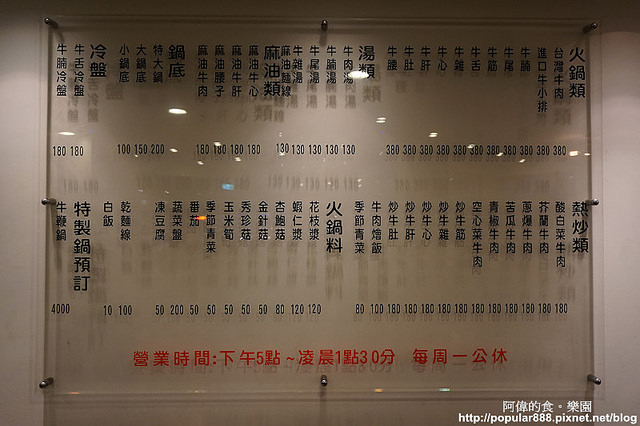 火鍋類
台灣牛肉 380
進口牛小排 380
牛腩 380
牛尾 380
牛筋 380
牛舌 380
牛雜 380
牛心 380
牛肝 380
牛肚 380
牛腰 380
湯類
牛肉湯 130
牛腩湯 130
牛尾湯 130
牛雜湯 130
麻油麵線 130
麻油類
麻油牛心 180
麻油牛肝 180
麻油腰子 180
麻油牛肉 180
鍋底
特大鍋 200
大鍋底 150
小鍋底 100
冷盤
牛舌冷盤 180
牛腩冷盤 180
熱炒類
酸白菜牛肉 180
芥蘭牛肉 180
蔥爆牛肉 180
苦瓜牛肉 180
青椒牛肉 180
空心菜牛肉 180
炒牛筋 180
炒牛雜 180
炒牛心 180
炒牛肝 180
炒牛肚 180
牛肉燴飯 100
季節青菜 80
火鍋料
花枝漿 120
蝦仁漿 120
杏鮑菇 80
金針菇 50
秀珍菇 50
玉米筍 50
季節青菜 50
番茄 50
蔬菜盤 200
凍豆腐 50
乾麵線 100
白飯 10
特製鍋預訂
牛鞭鍋 4000
營業時間:下午5點~凌晨1點30分 每周一公休
阿偉的食。樂園
http://popular888.pixnet.net/blog